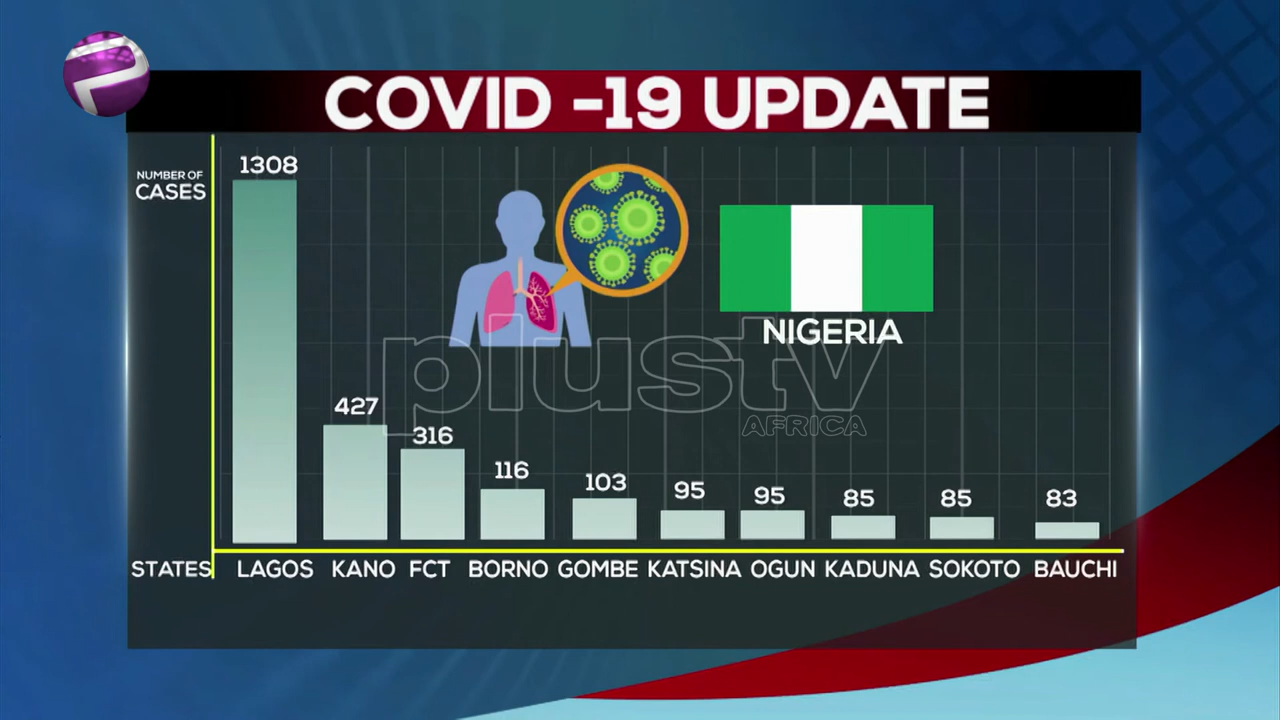 COVID -19 UPDATE
NUMBER OF
CASES
1308
427
316
116
103
95
95
85
85
83
NIGERIA
plustv
AFRICA
STATES
LAGOS KANO FCT BORNO GOMBE KATSINA OGUN KADUNA SOKOTO BAUCHI